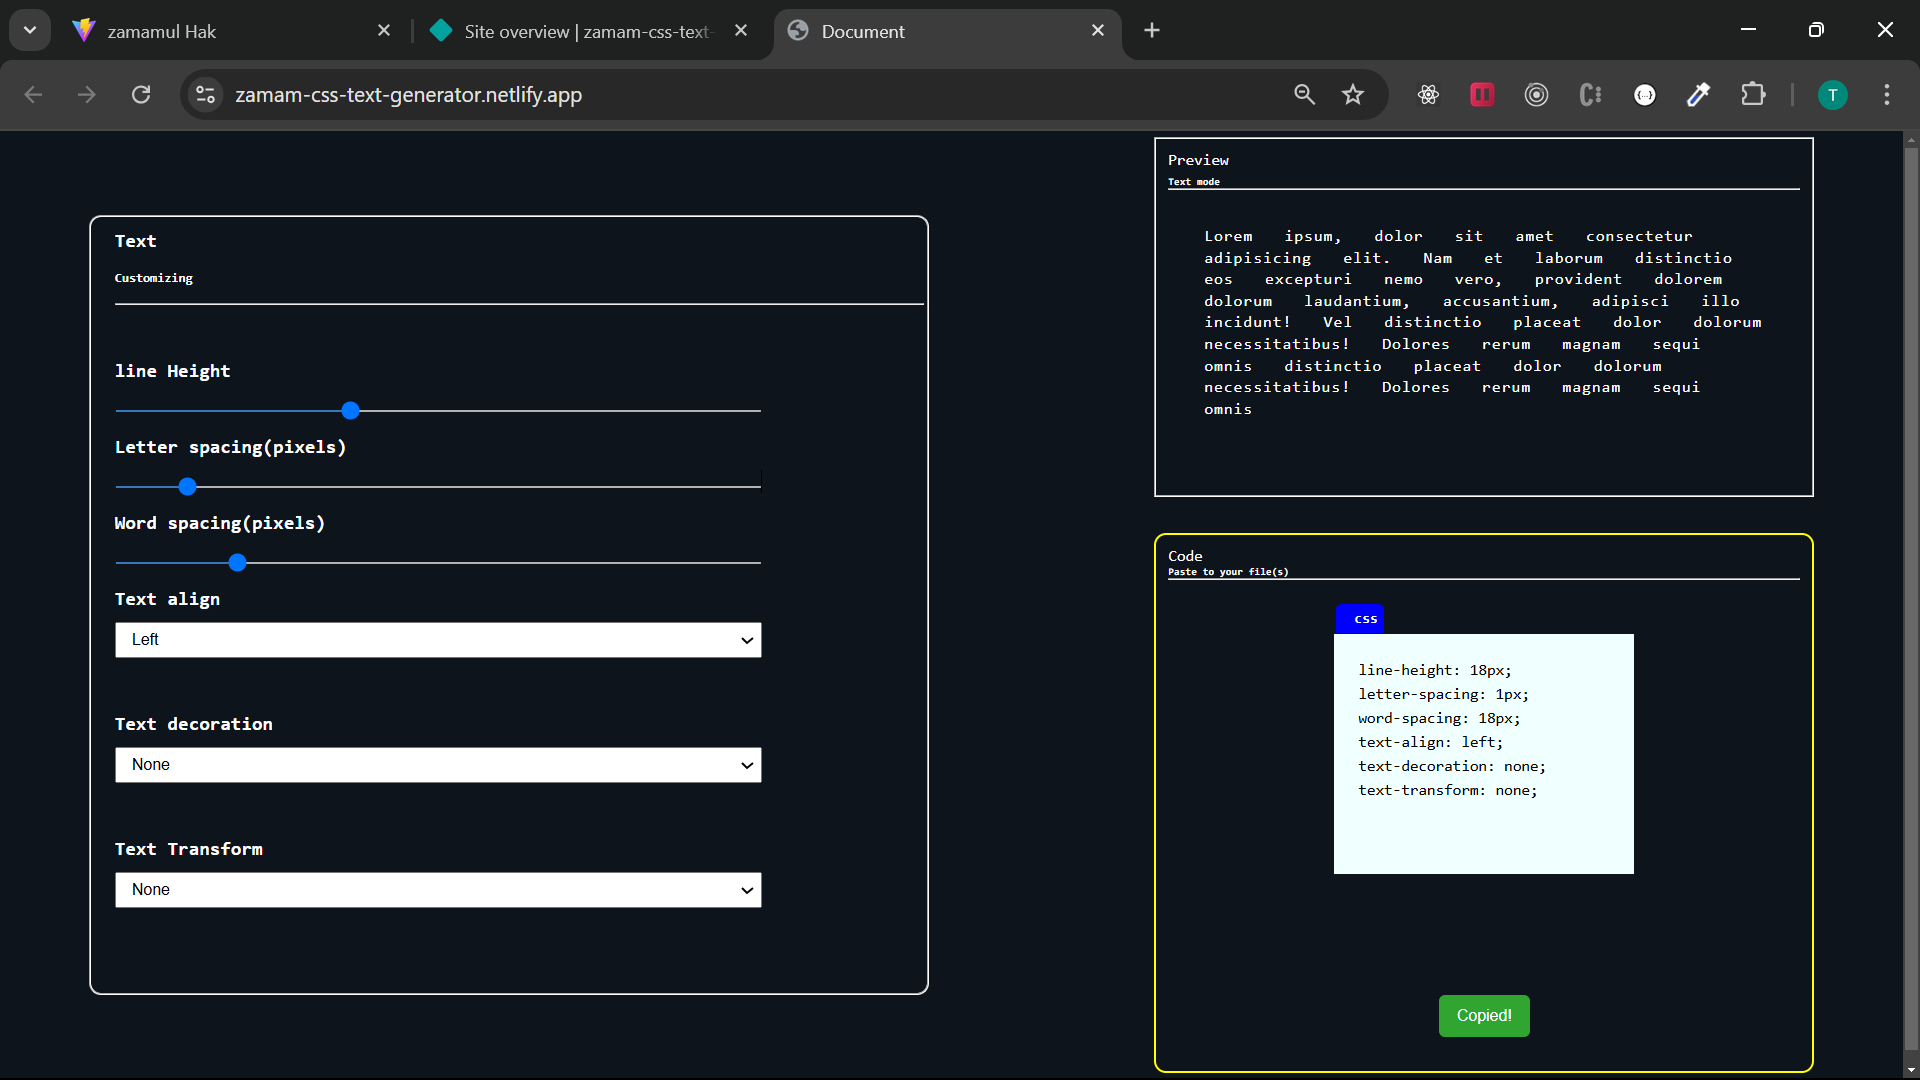 zamamul Hak
Site overview | zamam-css-text-
Document
zamam-css-text-generator.netlify.app
T
Text
Customizing
line Height
Letter spacing(pixels)
Word spacing(pixels)
Text align
Left
Text decoration
None
Text Transform
None
Preview
Text mode
Lorem ipsum, dolor sit amet consectetur
adipisicing elit. Nam et laborum distinctio
eos excepturi nemo vero, provident dolorem
dolorum laudantium, accusantium, adipisci illo
incidunt! Vel distinctio placeat dolor dolorum
necessitatibus! Dolores rerum magnam sequi
omnis distinctio placeat dolor dolorum
necessitatibus! Dolores rerum magnam sequi
omnis
Code
Paste to your file(s)
CSS
line-height: 18px;
letter-spacing: 1px;
word-spacing: 18px;
text-align: left;
text-decoration: none;
text-transform: none;
Copied!